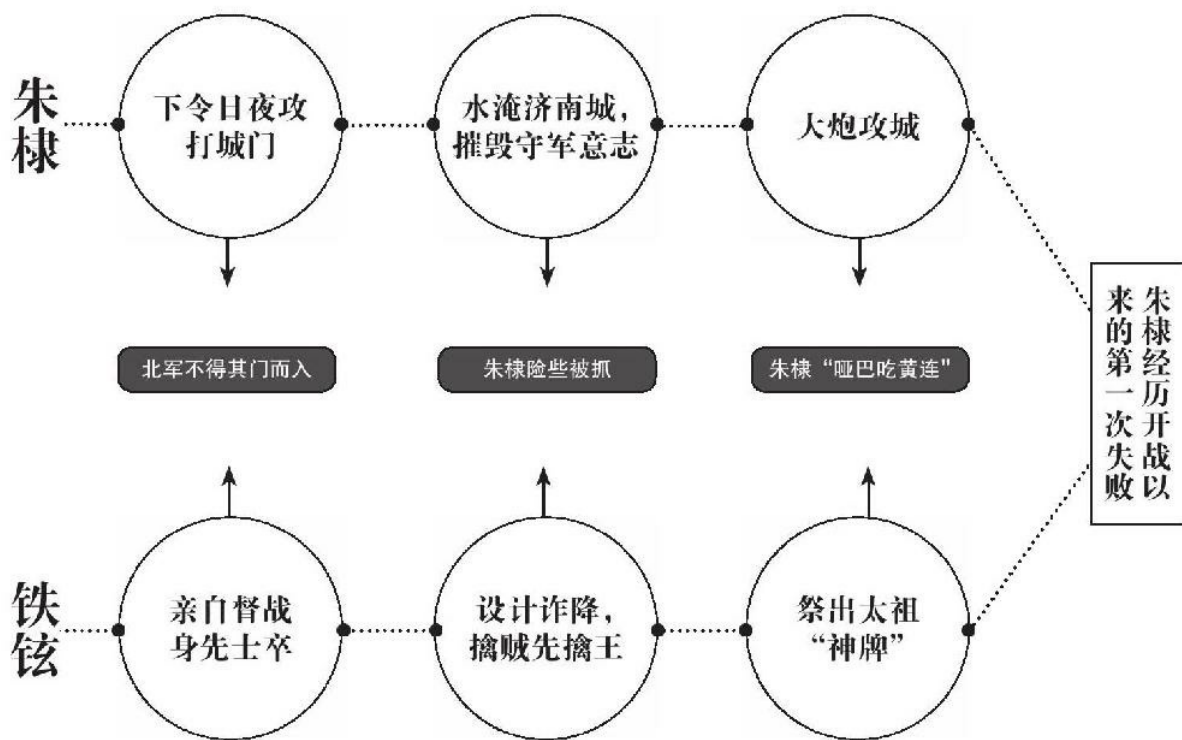 朱棣
下令日夜攻
打城门
水淹济南城，
摧毁守军意志
大炮攻城
北军不得其门而入
朱棣险些被抓
朱棣“哑巴吃黄连”
朱棣经历开战以
来的第一次失败
铁铉
亲自督战
身先士卒
设计诈降，
擒贼先擒王
祭出太祖
“神牌”